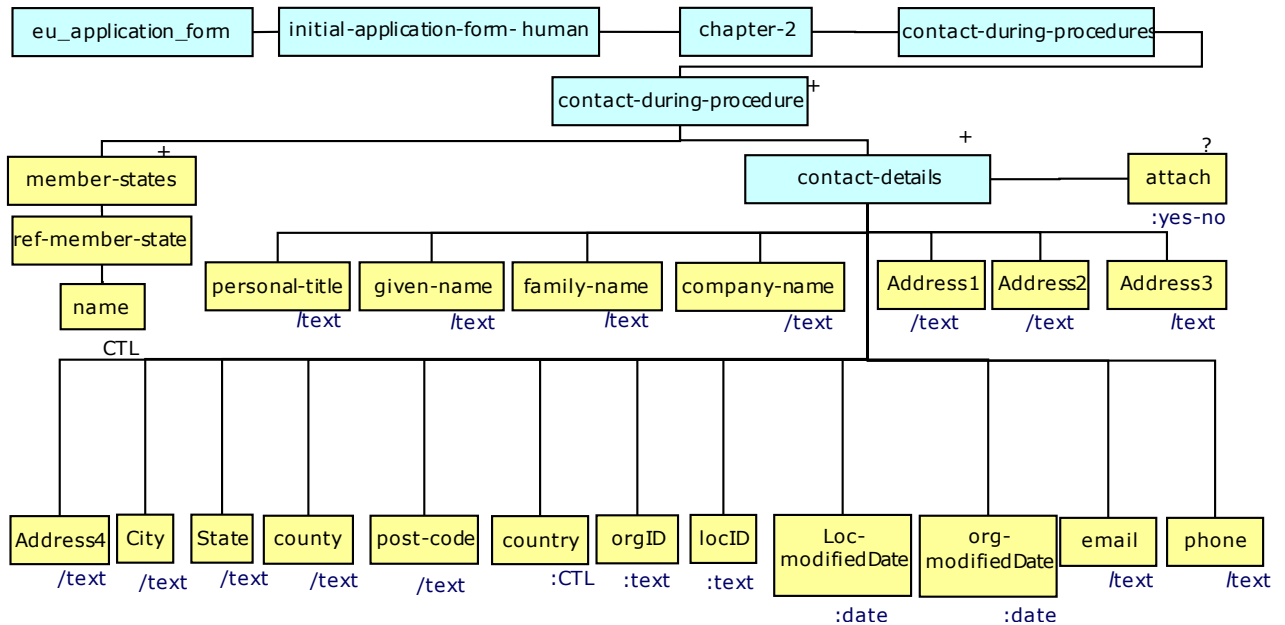 eu_application_form
initial-application-form- human
chapter-2
contact-during-procedures
contact-during-procedure
+
+
member-states
+
contact-details
?
attach
:yes-no
ref-member-state
name
CTL
personal-title
given-name
family-name
company-name
Address1
Address2
Address3
/text
/text
/text
/text
/text
/text
/text
Address4
City
State
county
post-code
country
orgID
locID
Loc-
modifiedDate
org-
modifiedDate
email
phone
/text
/text
/text
/text
/text
:CTL
:text
:text
:date
:date
/text
/text